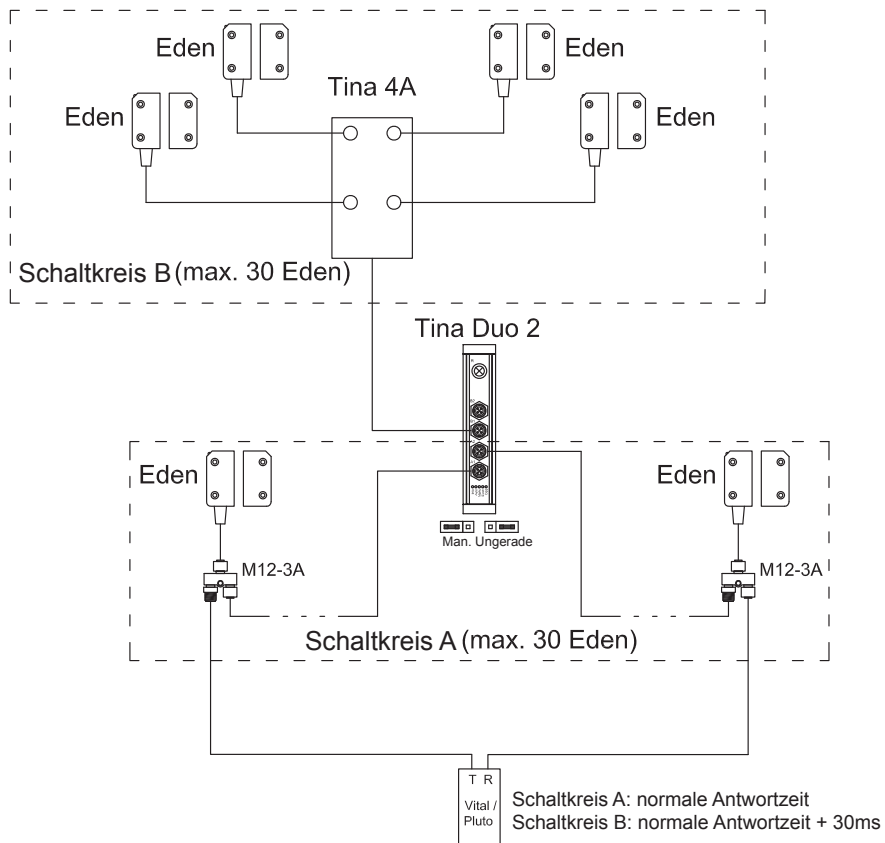 Eden
Eden
Tina 4A
Eden
Eden
Schaltkreis B (max. 30 Eden)
Tina Duo 2
R
Eden
Eden
Man. Ungerade
M12-3A
M12-3A
Schaltkreis A (max. 30 Eden)
T R
Vital /
Pluto
Schaltkreis A: normale Antwortzeit
Schaltkreis B: normale Antwortzeit + 30ms